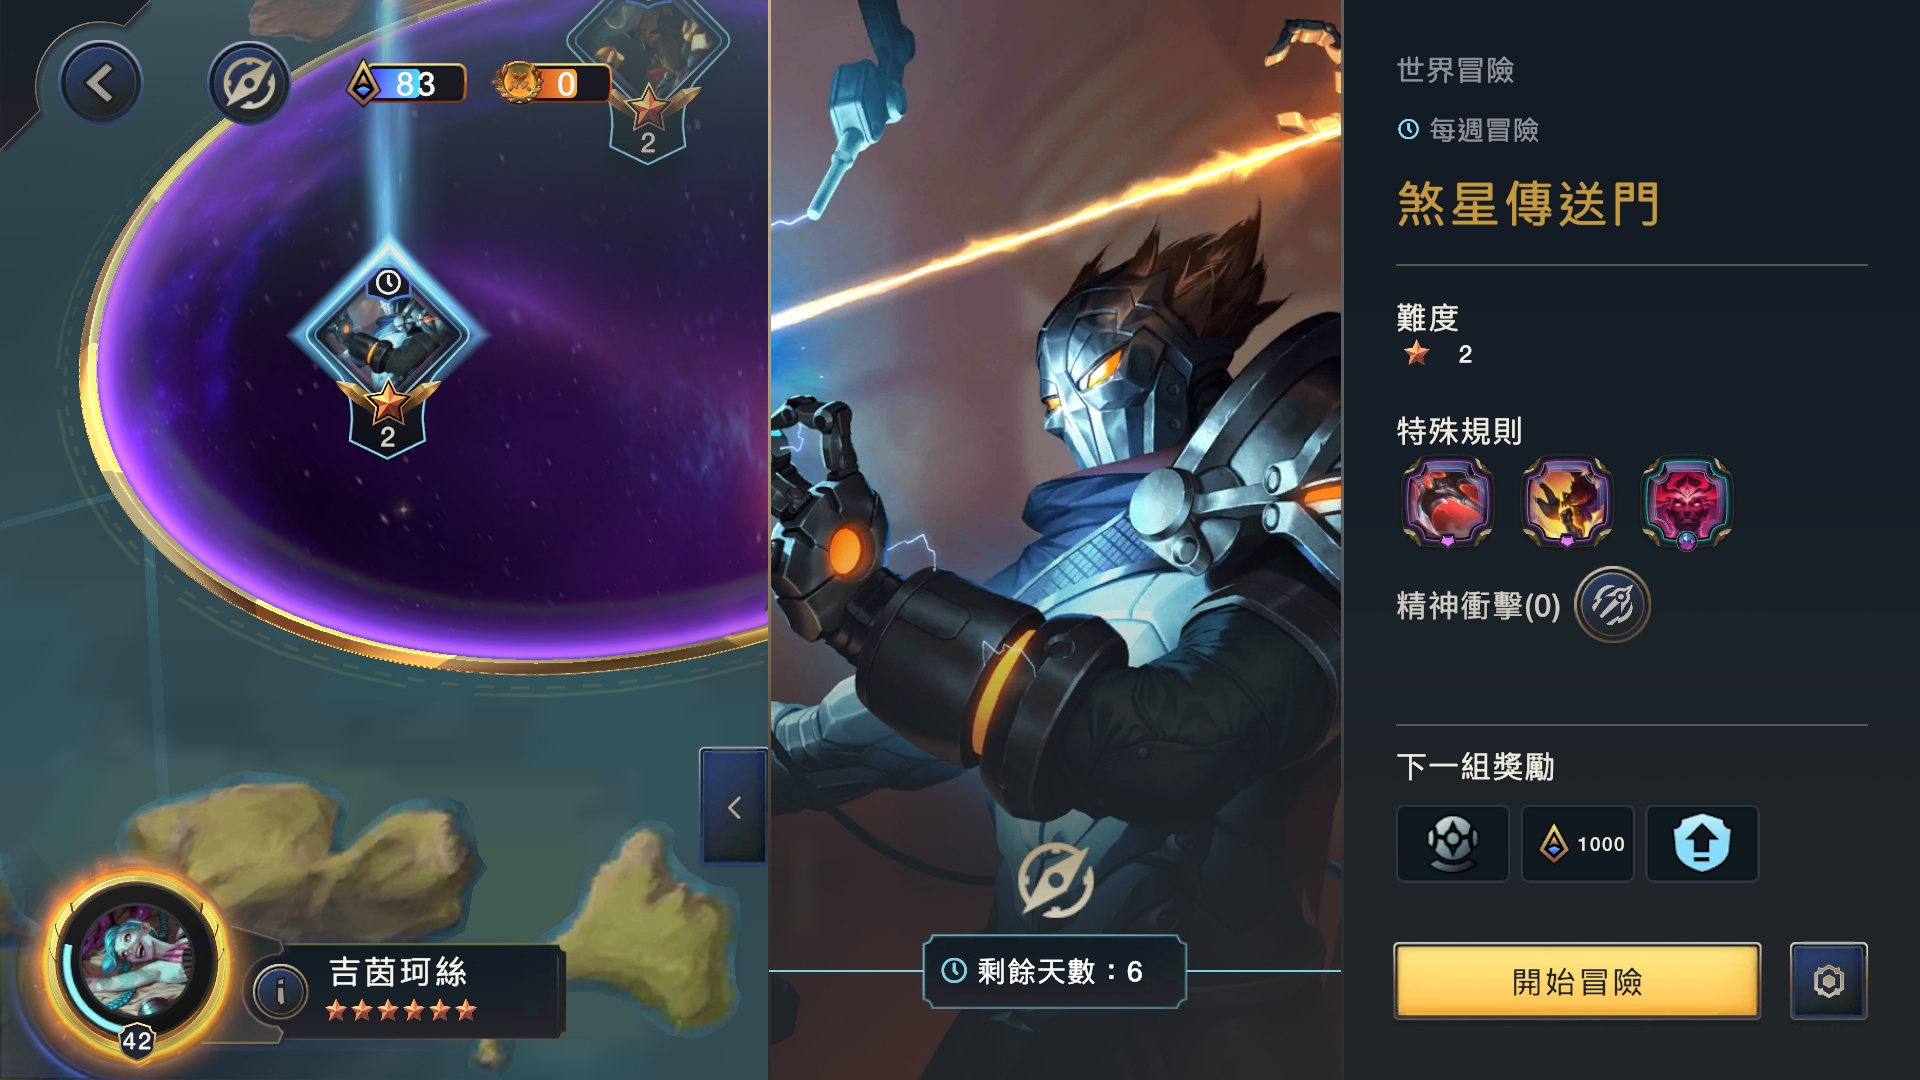 83
0
2
2
吉茵珂絲
42
剩餘天數：6
世界冒險
每週冒險
煞星傳送門
難度
2
特殊規則
精神衝擊(0)
下一組獎勵
1000
開始冒險